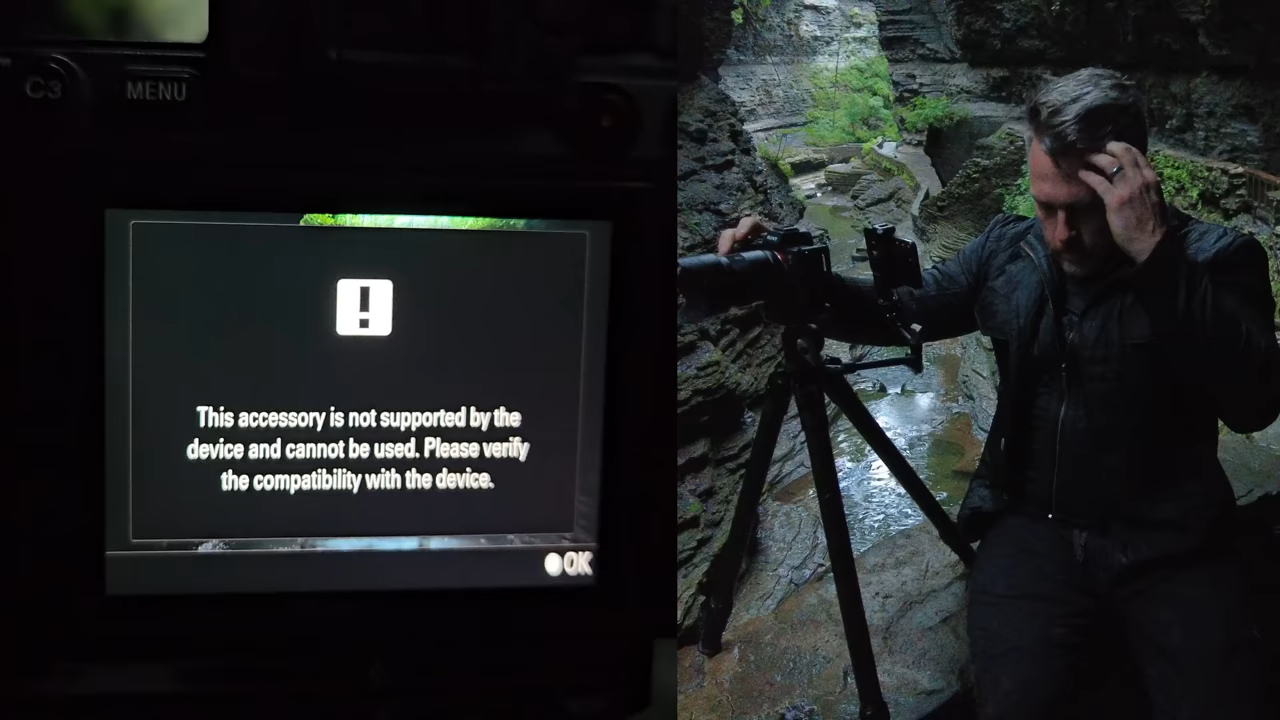 C3 MENU
!
This accessory is not supported by the
device and cannot be used. Please verify
the compatibility with the device.
OK